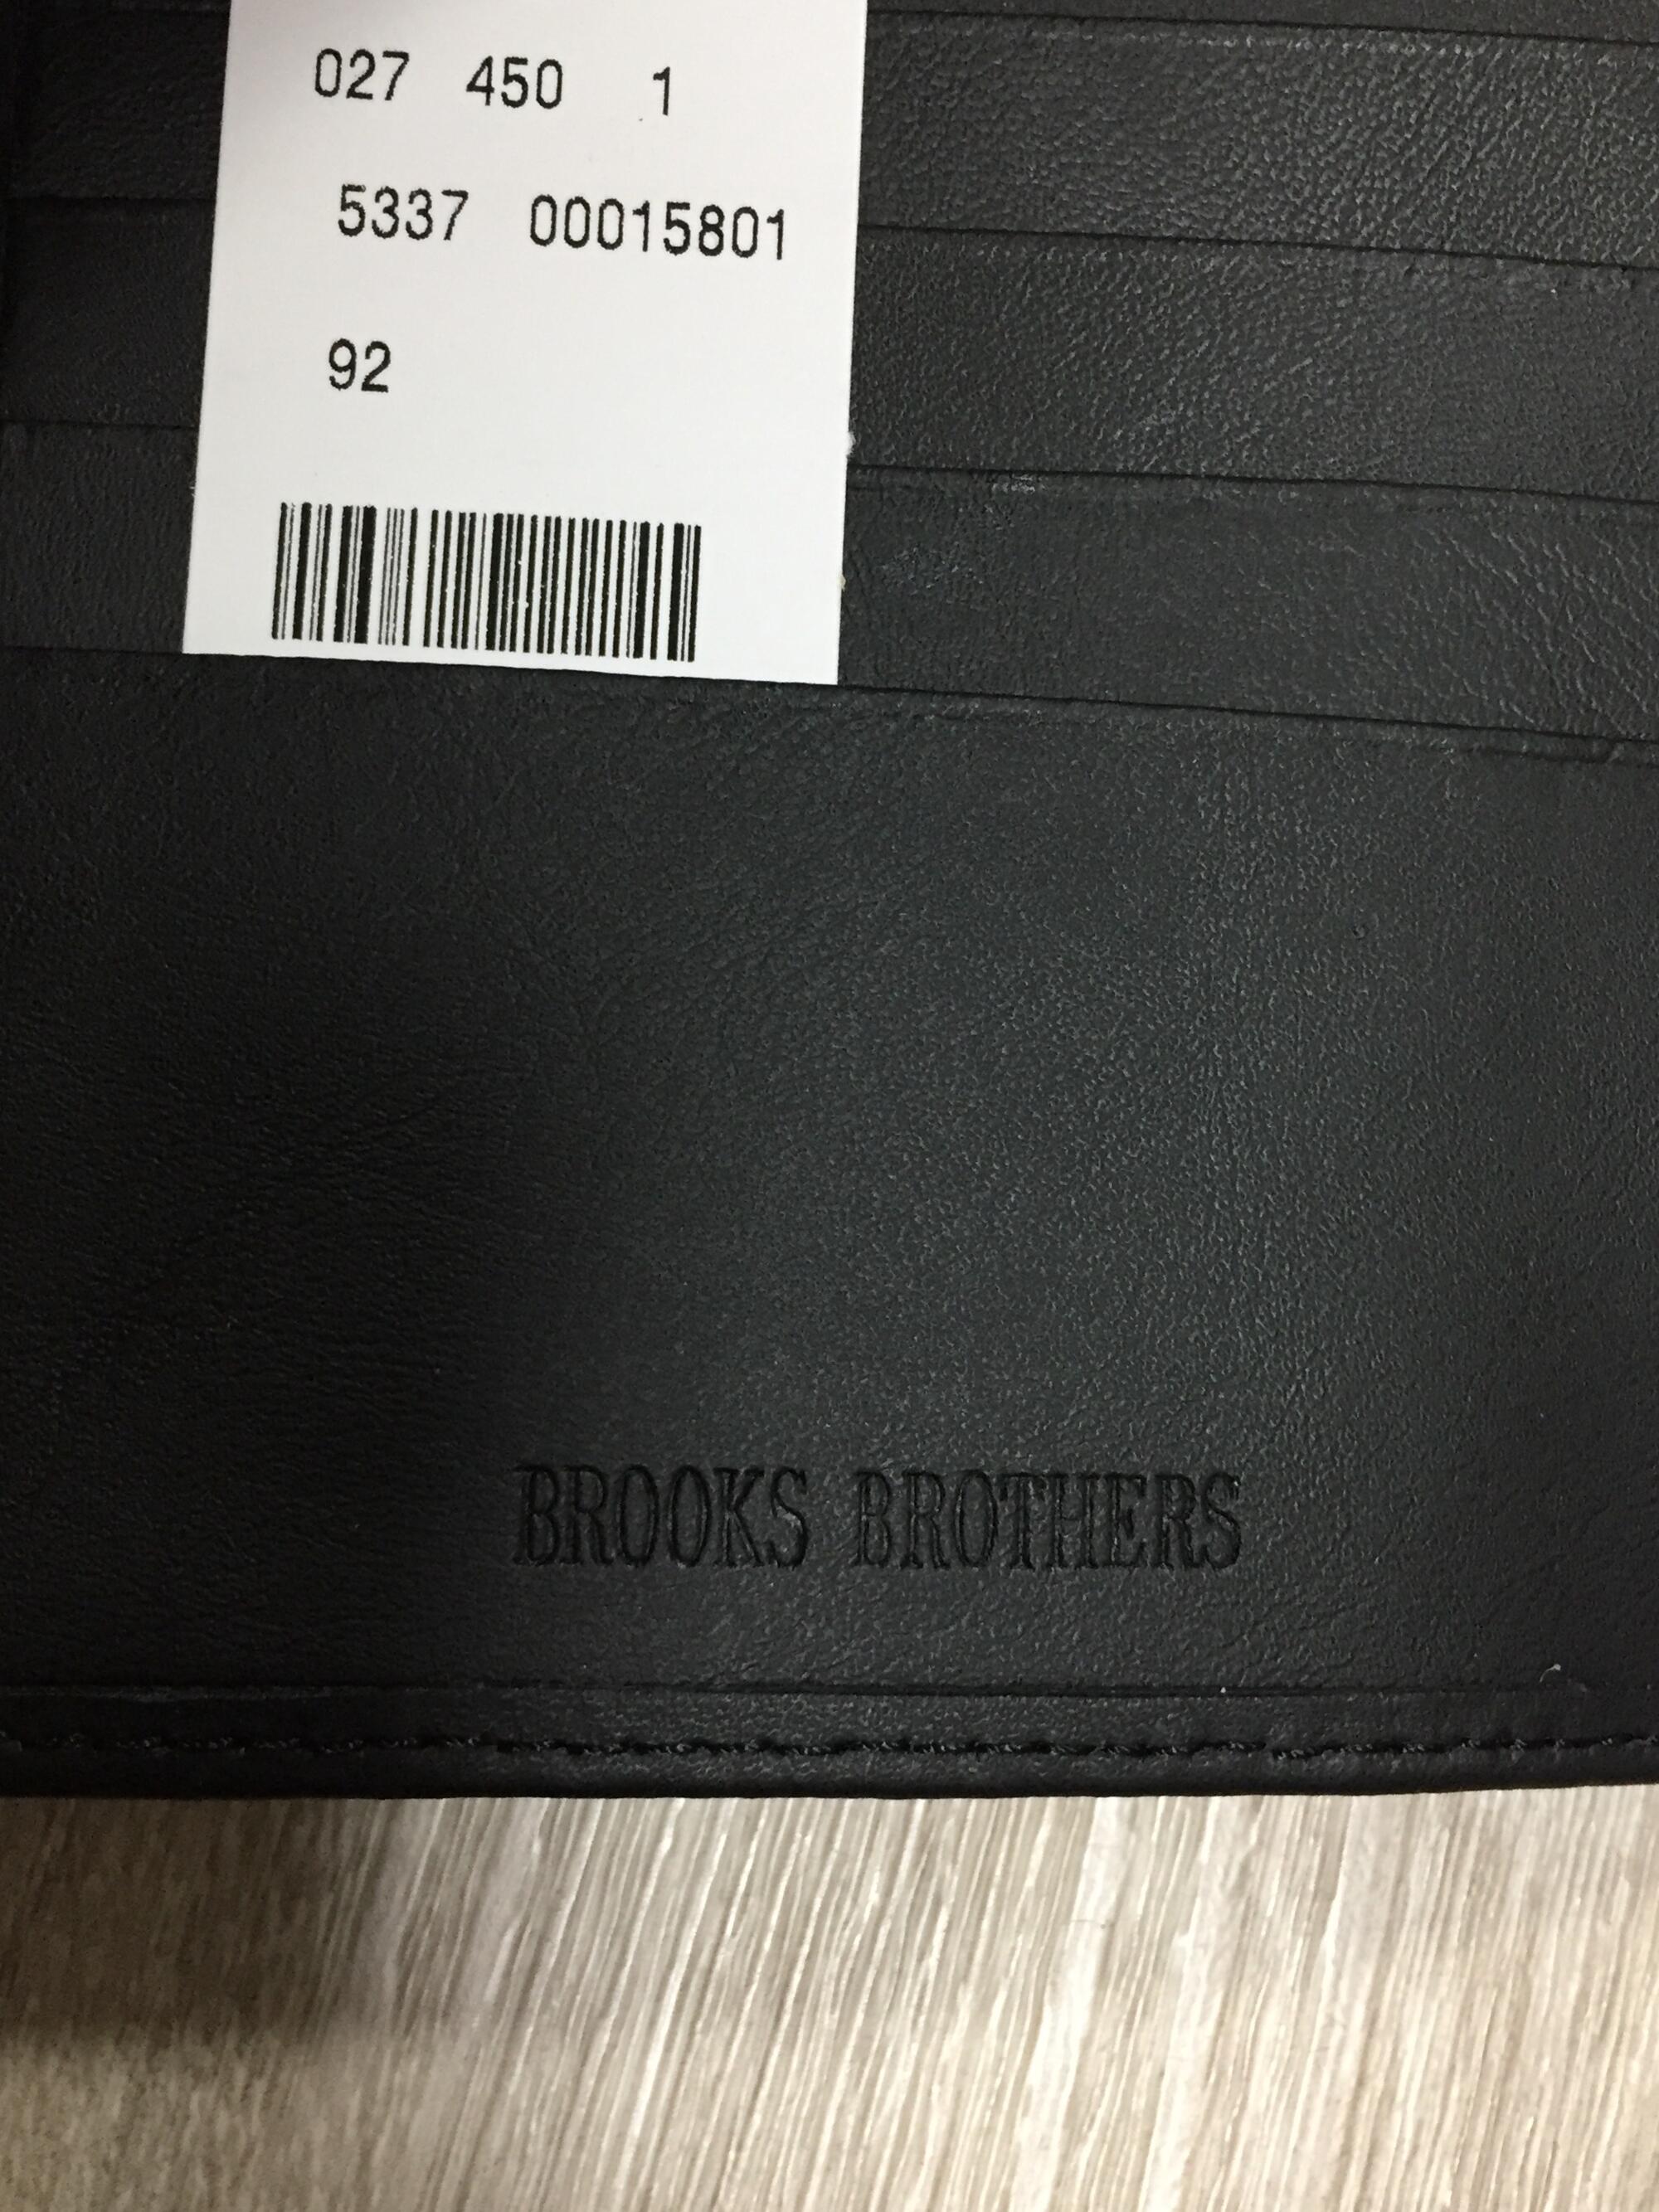 027 450 1
5337 00015801
92
BROOKS BROTHERS